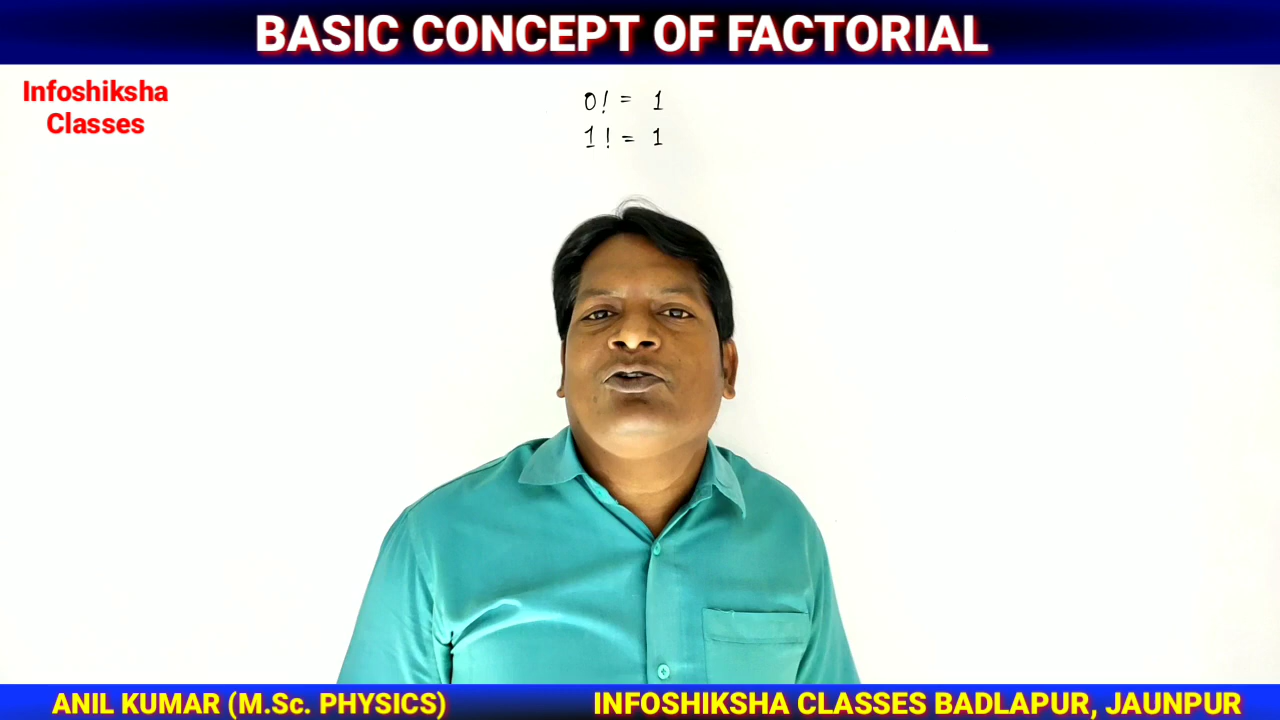 BASIC CONCEPT OF FACTORIAL
Infoshiksha
Classes
0! = 1
1! = 1
ANIL KUMAR (M.Sc. PHYSICS)
INFOSHIKSHA CLASSES BADLAPUR, JAUNPUR